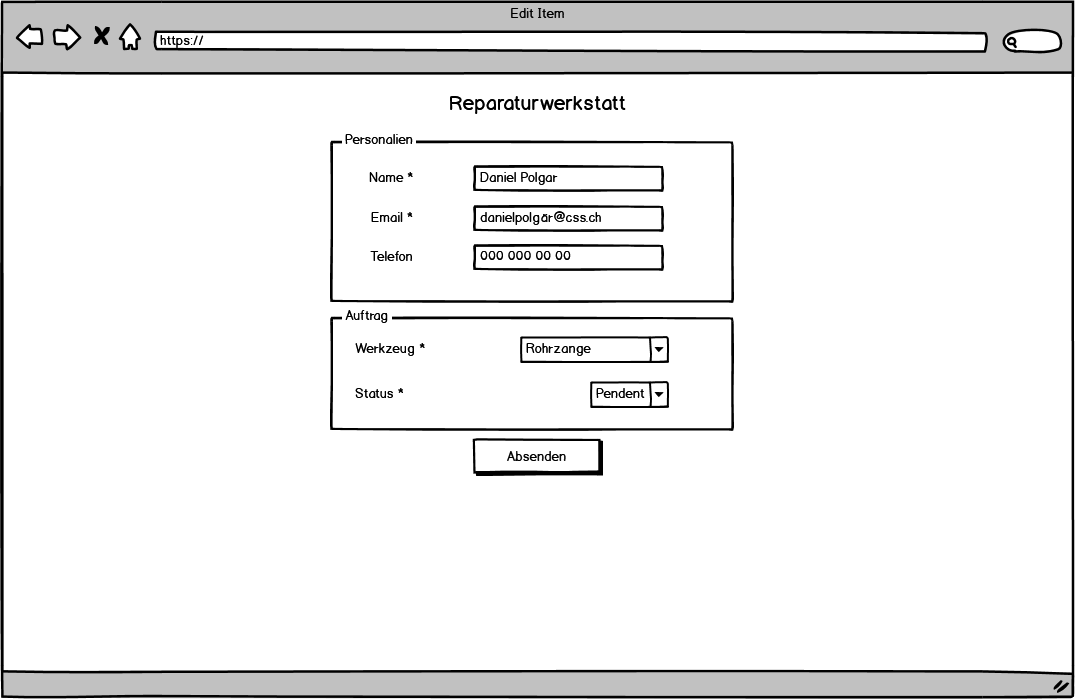 Edit Item
https://
Reparaturwerkstatt
Personalien
Name * Daniel Polgar
Email * danielpolgar@css.ch
Telefon 000 000 00 00
Auftrag
Werkzeug * Rohrzange
Status * Pendent
Absenden